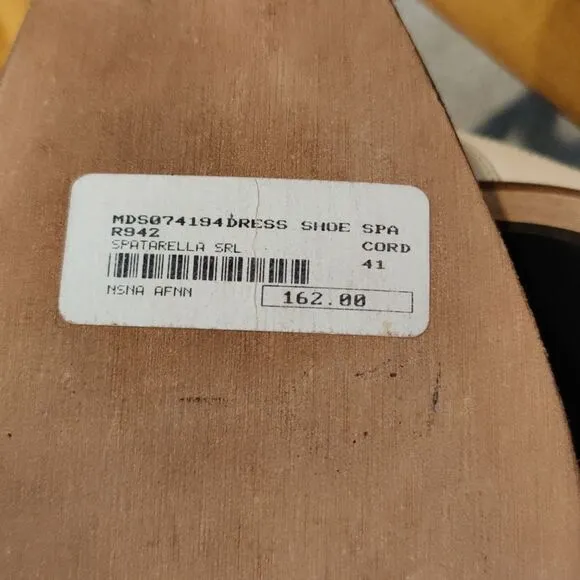 MDS074194DRESS SHOE SPA
R942 CORD
SPATARELLA SRL
41
NSNA AFNN
162.00